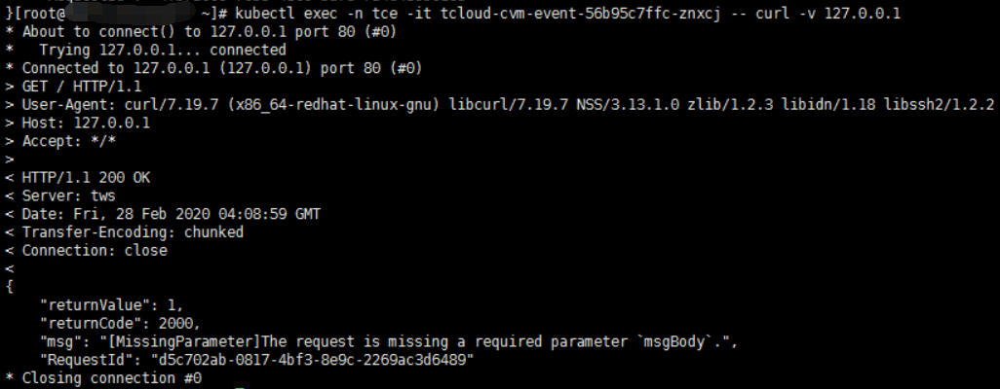 }[root@ ~]# kubectl exec -n tce -it tcloud-cvm-event-56b95c7ffc-znxcj -- curl -v 127.0.0.1
* About to connect() to 127.0.0.1 port 80 (#0)
*   Trying 127.0.0.1... connected
* Connected to 127.0.0.1 (127.0.0.1) port 80 (#0)
> GET / HTTP/1.1
> User-Agent: curl/7.19.7 (x86_64-redhat-linux-gnu) libcurl/7.19.7 NSS/3.13.1.0 zlib/1.2.3 libidn/1.18 libssh2/1.2.2
> Host: 127.0.0.1
> Accept: */*
>
< HTTP/1.1 200 OK
< Server: tws
< Date: Fri, 28 Feb 2020 04:08:59 GMT
< Transfer-Encoding: chunked
< Connection: close
<
{
    "returnValue": 1,
    "returnCode": 2000,
    "msg": "[MissingParameter]The request is missing a required parameter `msgBody`.",
    "RequestId": "d5c702ab-0817-4bf3-8e9c-2269ac3d6489"
* Closing connection #0